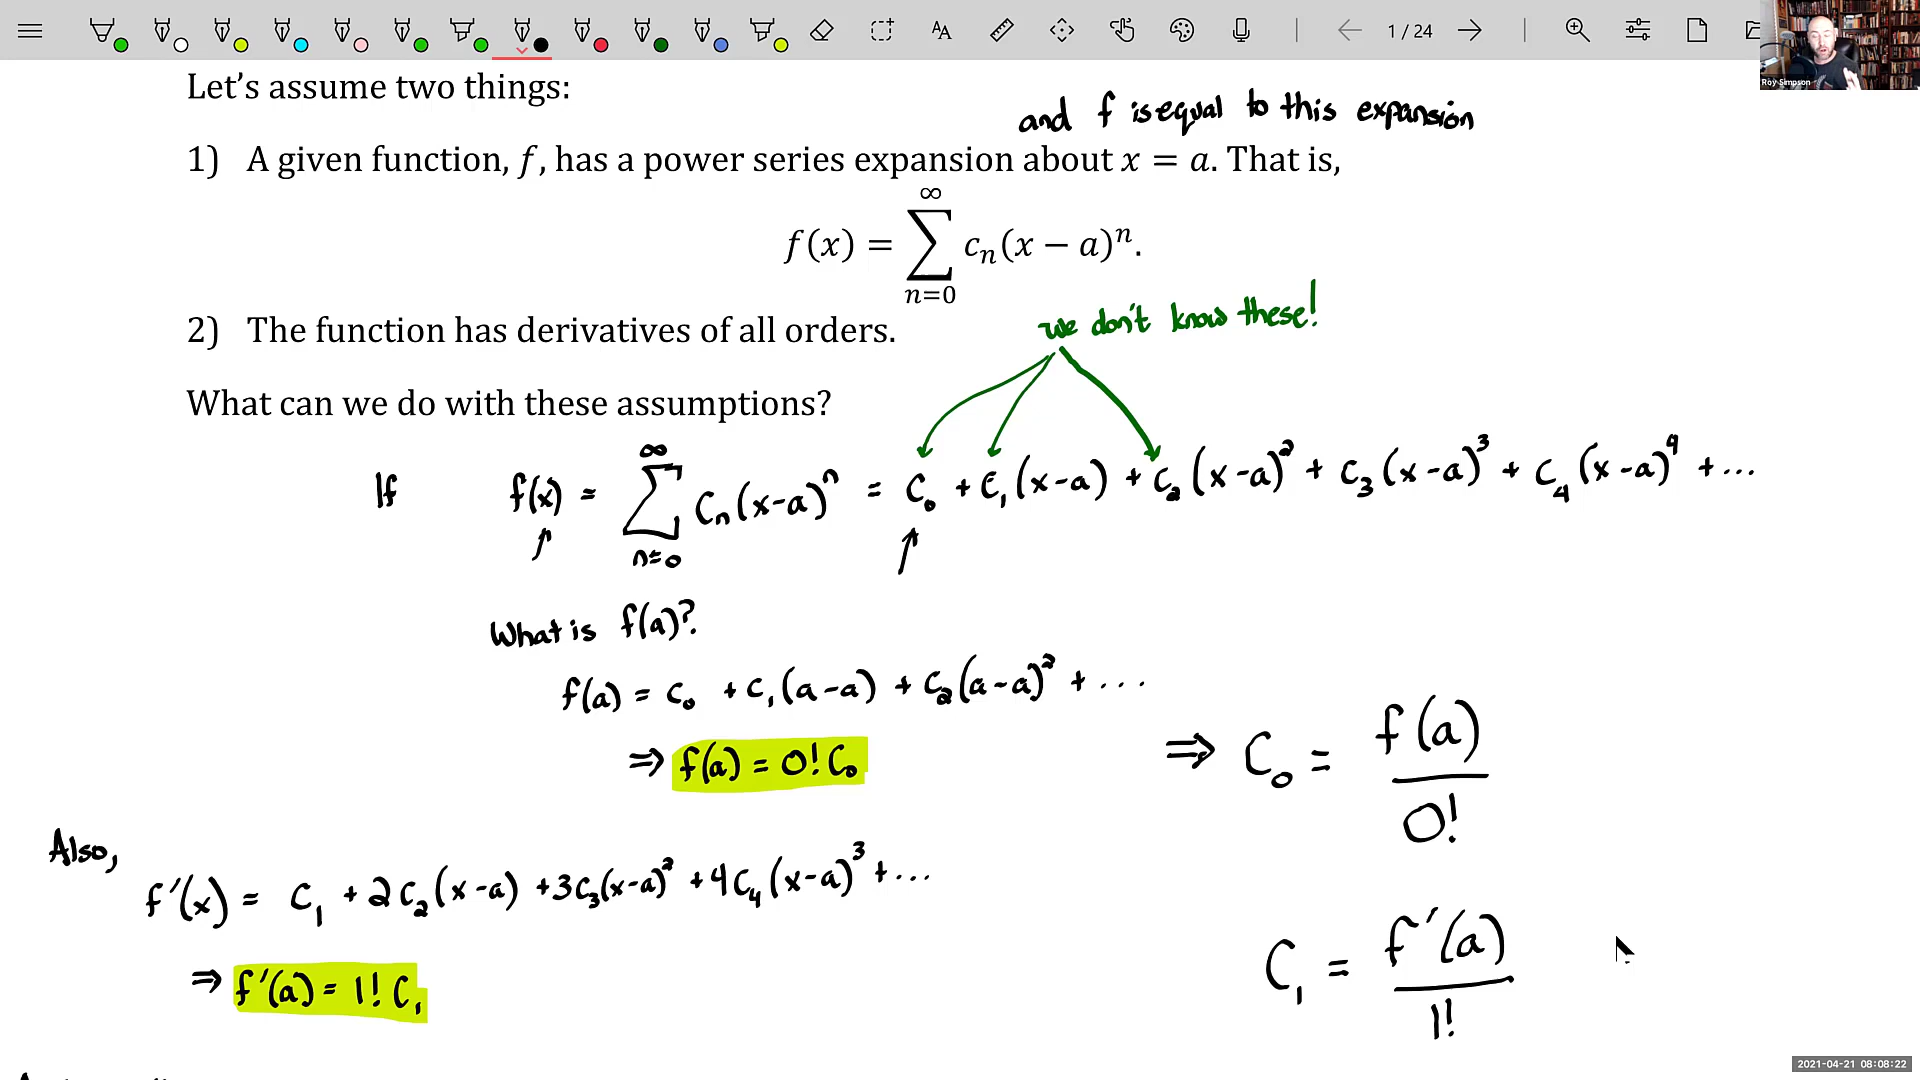 1 / 24
Roy Simpson
Let's assume two things:
and f is equal to this expansion
1) A given function, f, has a power series expansion about x = a. That is,
f(x) = ∑_{n=0}^{∞} c_n(x − a)^n.
2) The function has derivatives of all orders.
we don't know these!
What can we do with these assumptions?
If f(x) = ∑_{n=0}^{∞} C_n(x-a)^n = C_0 + C_1(x-a) + C_2(x-a)^2 + C_3(x-a)^3 + C_4(x-a)^4 + ...
What is f(a)?
f(a) = C_0 + C_1(a-a) + C_2(a-a)^2 + ...
⇒ f(a) = 0! C_0 ⇒ C_0 = f(a)/0!
Also,
f'(x) = C_1 + 2C_2(x-a) + 3C_3(x-a)^2 + 4C_4(x-a)^3 + ...
⇒ f'(a) = 1! C_1
C_1 = f'(a)/1!
2021-04-21 08:08:22